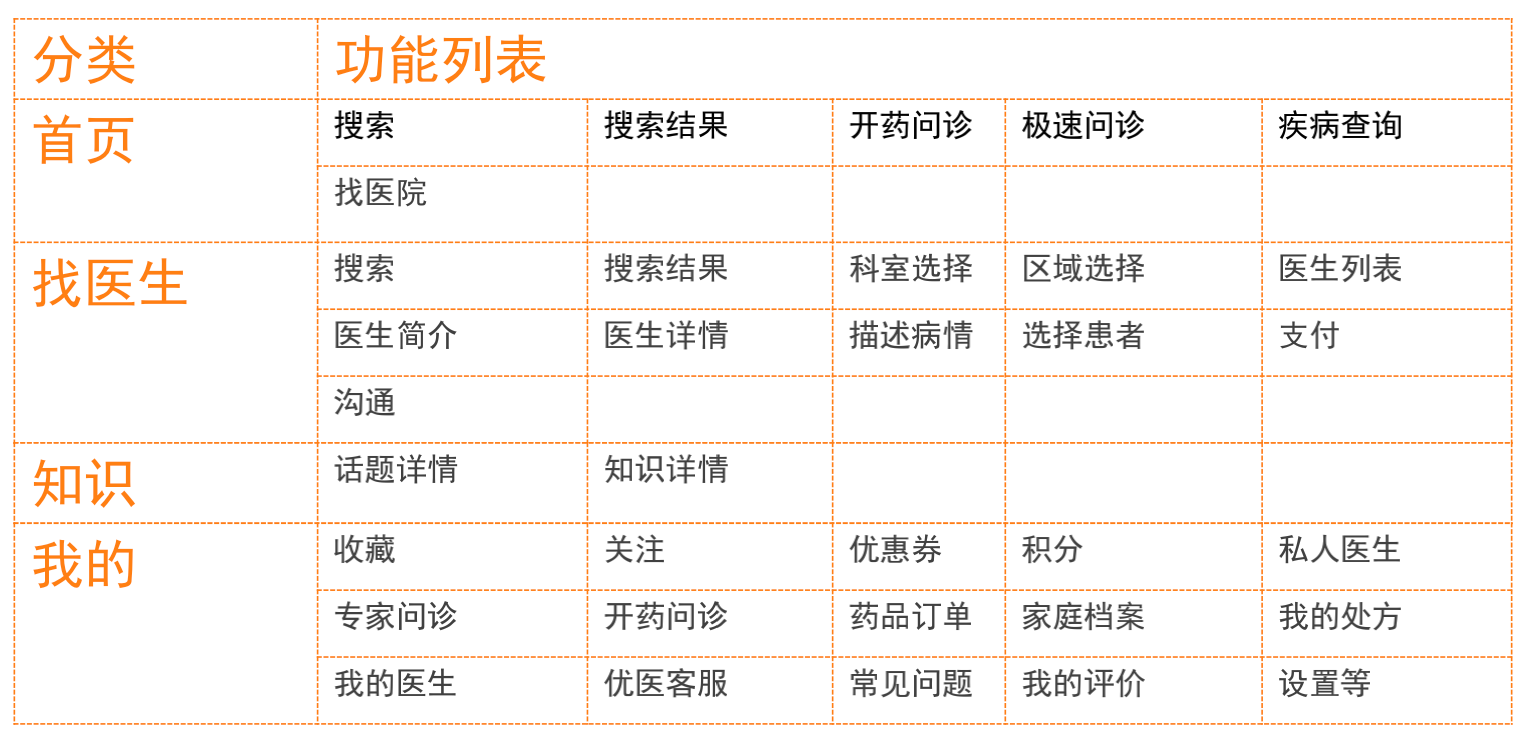 分类 功能列表
首页 搜索 搜索结果 开药问诊 极速问诊 疾病查询
找医院
找医生 搜索 搜索结果 科室选择 区域选择 医生列表
医生简介 医生详情 描述病情 选择患者 支付
沟通
知识 话题详情 知识详情
我的 收藏 关注 优惠券 积分 私人医生
专家问诊 开药问诊 药品订单 家庭档案 我的处方
我的医生 优医客服 常见问题 我的评价 设置等